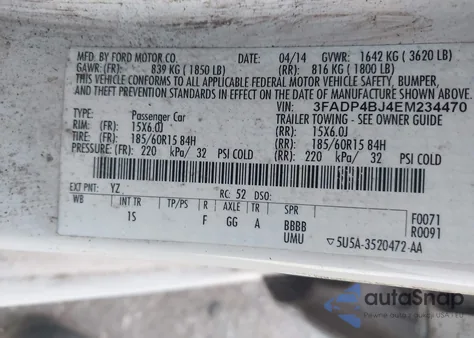 MFD. BY FORD MOTOR CO. 04/14 GVWR: 1642 KG ( 3620 LB)
GAWR: (FR): 839 KG ( 1850 LB) (RR): 816 KG ( 1800 LB)
THIS VEHICLE CONFORMS TO ALL APPLICABLE FEDERAL MOTOR VEHICLE SAFETY, BUMPER,
AND THEFT PREVENTION STANDARDS IN EFFECT ON THE DATE OF MANUFACTURE SHOWN ABOVE.
VIN: 3FADP4BJ4EM234470
TYPE: Passenger Car TRAILER TOWING - SEE OWNER GUIDE
RIM: (FR): 15X6.0J (RR): 15X6.0J
TIRE: (FR): 185/60R15 84H (RR): 185/60R15 84H
PRESSURE: (FR): 220 kPa/ 32 PSI COLD (RR): 220 kPa/ 32 PSI COLD
EXT PNT: YZ RC: 52 DSO:
WB INT TR TP/PS R AXLE TR SPR F0071
1S F GG A BBBB R0091
UMU 5U5A-3520472-AA
autoSnap
Pewne auto z USA i EU